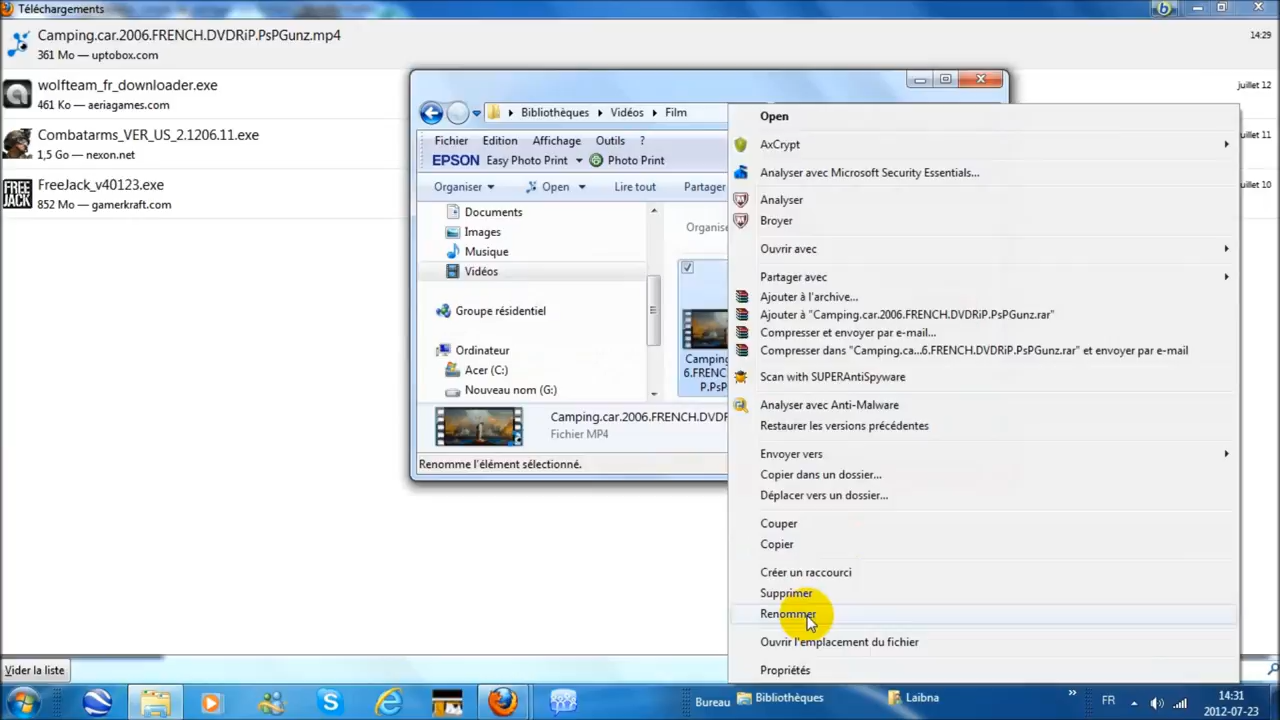 Téléchargements
Camping.car.2006.FRENCH.DVDRiP.PsPGunz.mp4
14:29
361 Mo — uptobox.com
wolfteam_fr_downloader.exe
juillet 12
461 Ko — aeriagames.com
Combatarms_VER_US_2.1206.11.exe
juillet 11
1,5 Go — nexon.net
FreeJack_v40123.exe
juillet 10
852 Mo — gamerkraft.com
FREE JACK
Bibliothèques
Vidéos
Film
Fichier
Edition
Affichage
Outils
?
EPSON Easy Photo Print
Photo Print
Organiser
Open
Lire tout
Partager
Documents
Images
Musique
Vidéos
Groupe résidentiel
Ordinateur
Acer (C:)
Nouveau nom (G:)
Organise
Camping
6.FRENC
P.PsP
Camping.car.2006.FRENCH.DVDR
Fichier MP4
Renomme l'élément sélectionné.
Open
AxCrypt
Analyser avec Microsoft Security Essentials...
Analyser
Broyer
Ouvrir avec
Partager avec
Ajouter à l'archive...
Ajouter à "Camping.car.2006.FRENCH.DVDRiP.PsPGunz.rar"
Compresser et envoyer par e-mail...
Compresser dans "Camping.ca...6.FRENCH.DVDRiP.PsPGunz.rar" et envoyer par e-mail
Scan with SUPERAntiSpyware
Analyser avec Anti-Malware
Restaurer les versions précédentes
Envoyer vers
Copier dans un dossier...
Déplacer vers un dossier...
Couper
Copier
Créer un raccourci
Supprimer
Renommer
Ouvrir l'emplacement du fichier
Propriétés
Vider la liste
Bureau
Bibliothèques
Laibna
»
FR
14:31
2012-07-23